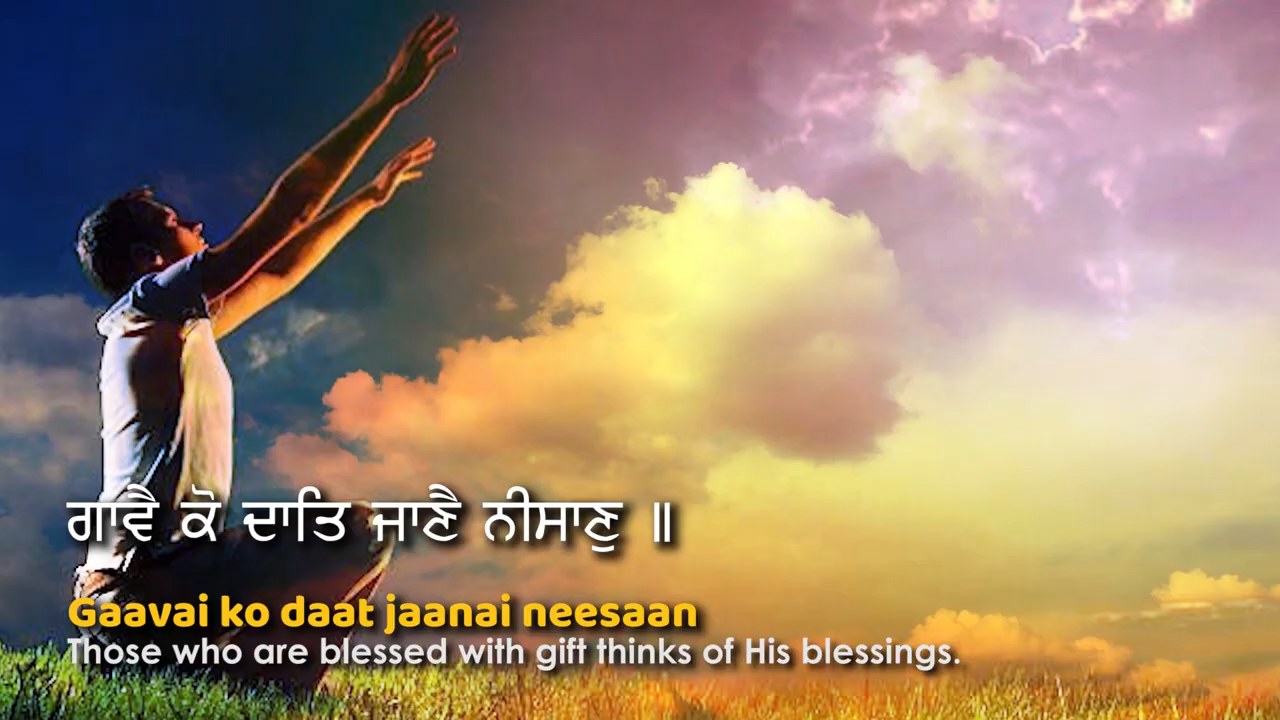 ਗਾਵੈ ਕੋ ਦਾਤਿ ਜਾਣੈ ਨੀਸਾਣੁ ॥
Gaavai ko daat jaanai neesaan
Those who are blessed with gift thinks of His blessings.